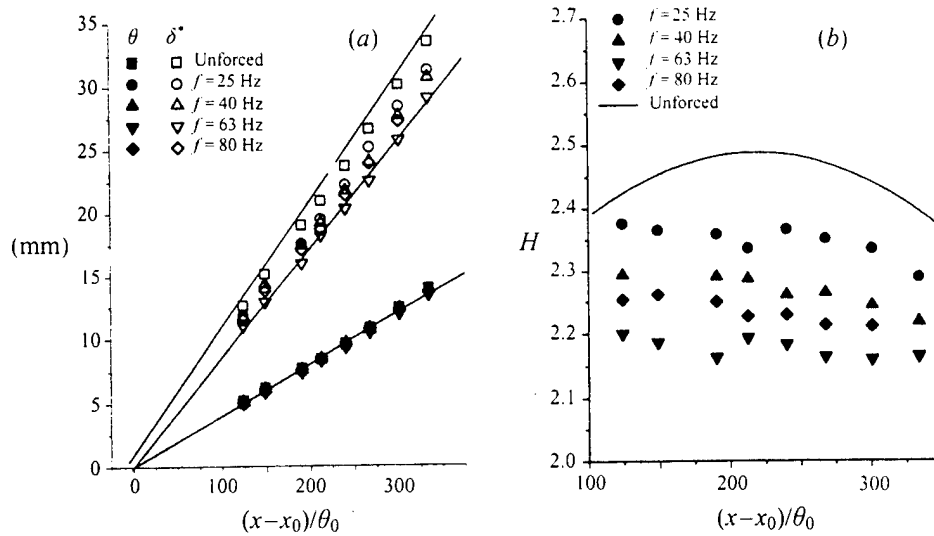 35
30
25
20
(mm)
15
10
5
0
0
100
200
300
(x–x₀)/θ₀
(a)
θ δ*
Unforced
f = 25 Hz
f = 40 Hz
f = 63 Hz
f = 80 Hz
2.7
2.6
2.5
2.4
H
2.3
2.2
2.1
2.0
100
200
300
(x–x₀)/θ₀
(b)
f = 25 Hz
f = 40 Hz
f = 63 Hz
f = 80 Hz
Unforced